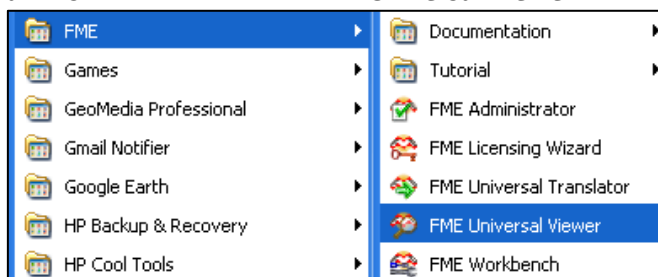 FME
Games
GeoMedia Professional
Gmail Notifier
Google Earth
HP Backup & Recovery
HP Cool Tools
Documentation
Tutorial
FME Administrator
FME Licensing Wizard
FME Universal Translator
FME Universal Viewer
FME Workbench